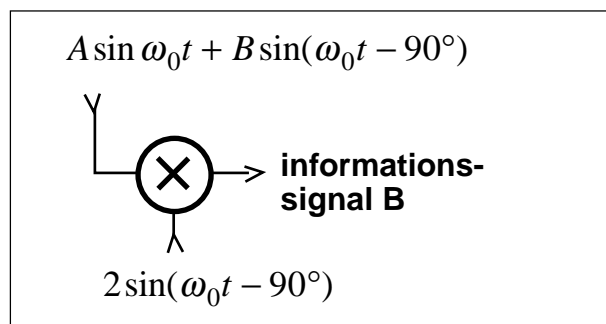 A sin ω₀t + B sin(ω₀t − 90°)
informations-
signal B
2 sin(ω₀t − 90°)